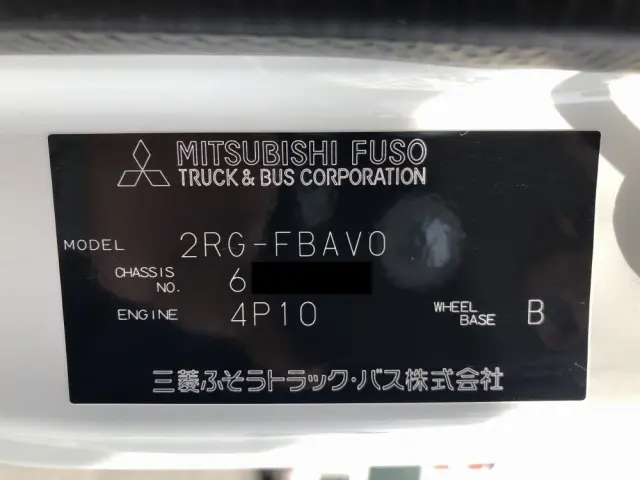 MITSUBISHI FUSO
TRUCK & BUS CORPORATION
MODEL 2RG-FBAV0
CHASSIS NO. 6
ENGINE 4P10 WHEEL BASE B
三菱ふそうトラック・バス株式会社